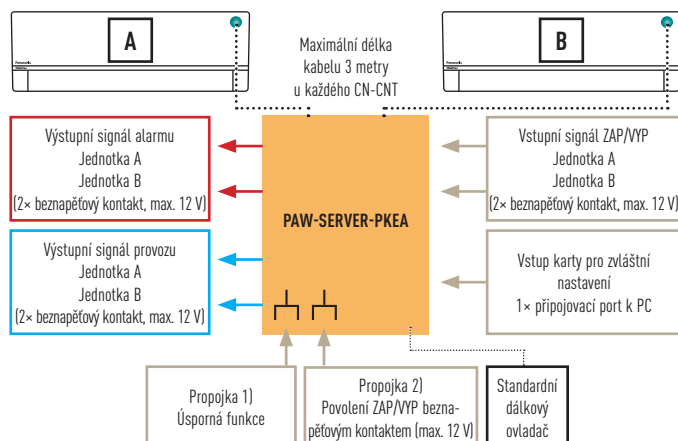 A
B
Maximální délka
kabelu 3 metry
u každého CN-CNT
Panasonic
Panasonic
Výstupní signál alarmu
Jednotka A
Jednotka B
(2× beznapěťový kontakt, max. 12 V)
Vstupní signál ZAP/VYP
Jednotka A
Jednotka B
(2× beznapěťový kontakt, max. 12 V)
PAW-SERVER-PKEA
Výstupní signál provozu
Jednotka A
Jednotka B
(2× beznapěťový kontakt, max. 12 V)
Vstup karty pro zvláštní
nastavení
1× připojovací port k PC
Propojka 1)
Úsporná funkce
Propojka 2)
Povolení ZAP/VYP bezna-
pěťovým kontaktem (max. 12 V)
Standardní
dálkový
ovladač